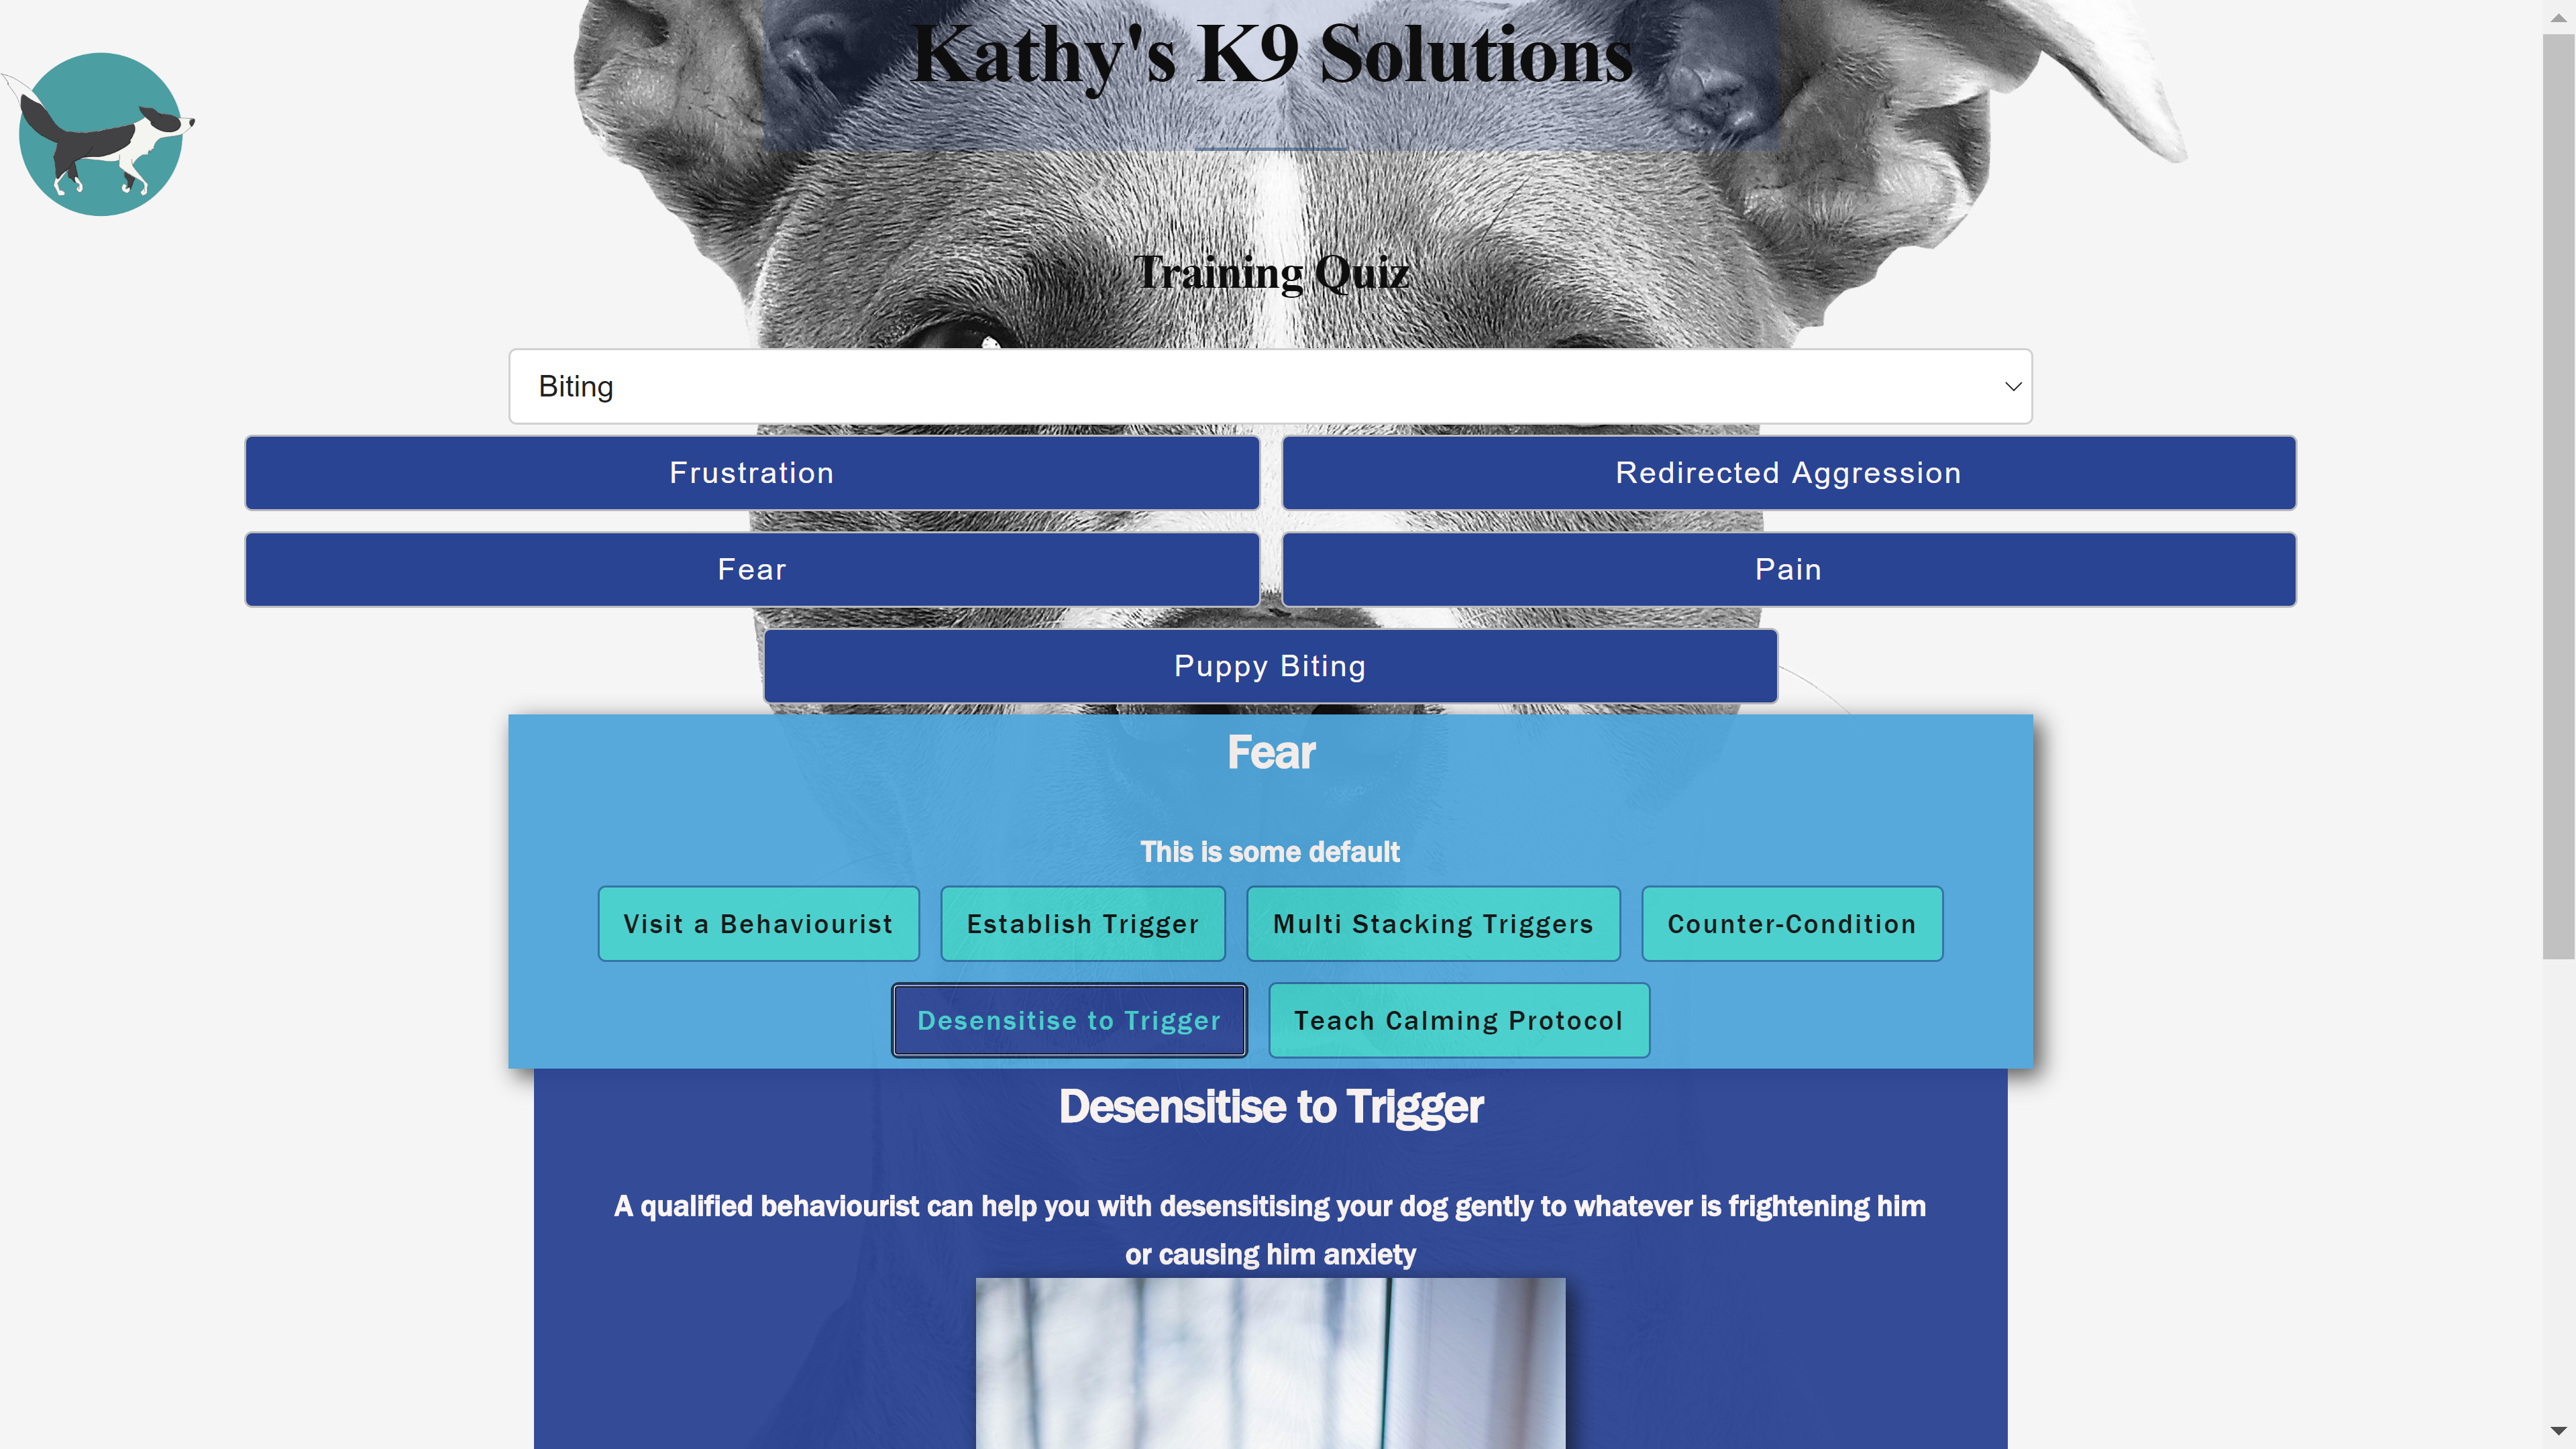 Kathy's K9 Solutions
Training Quiz
Biting
Frustration
Redirected Aggression
Fear
Pain
Puppy Biting
Fear
This is some default
Visit a Behaviourist
Establish Trigger
Multi Stacking Triggers
Counter-Condition
Desensitise to Trigger
Teach Calming Protocol
Desensitise to Trigger
A qualified behaviourist can help you with desensitising your dog gently to whatever is frightening him
or causing him anxiety